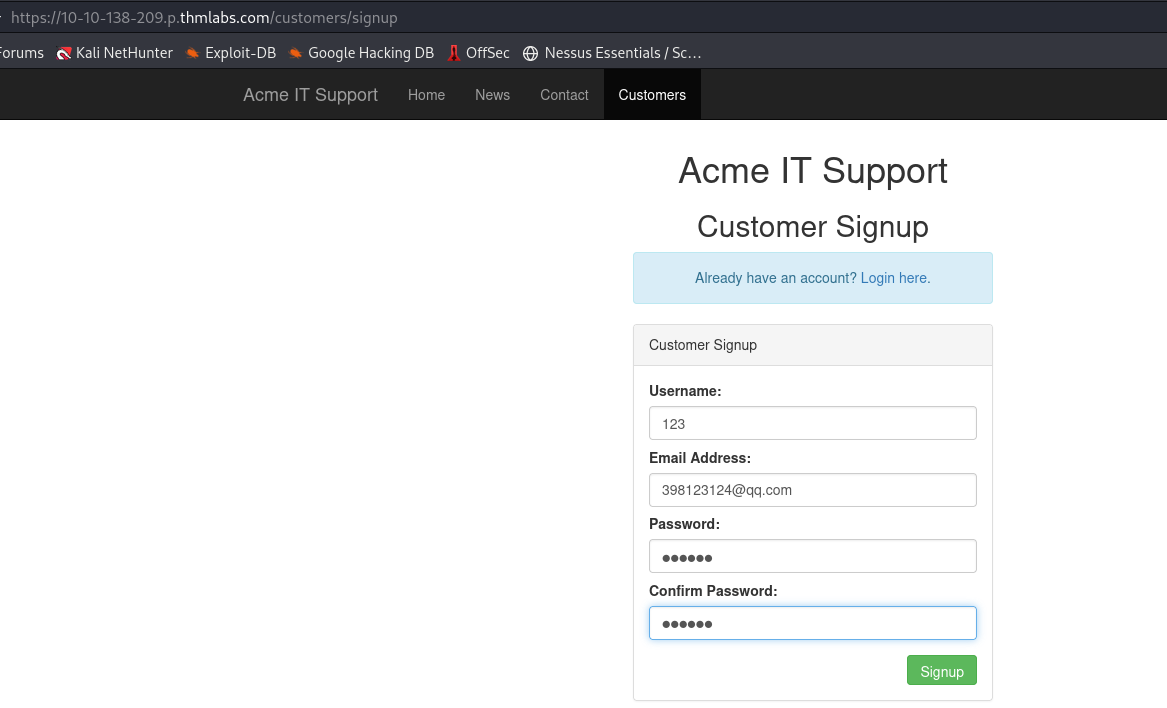 https://10-10-138-209.p.thmlabs.com/customers/signup
Forums Kali NetHunter Exploit-DB Google Hacking DB OffSec Nessus Essentials / Sc...
Acme IT Support Home News Contact Customers
Acme IT Support
Customer Signup
Already have an account? Login here.
Customer Signup
Username:
123
Email Address:
398123124@qq.com
Password:
●●●●●●
Confirm Password:
●●●●●●
Signup